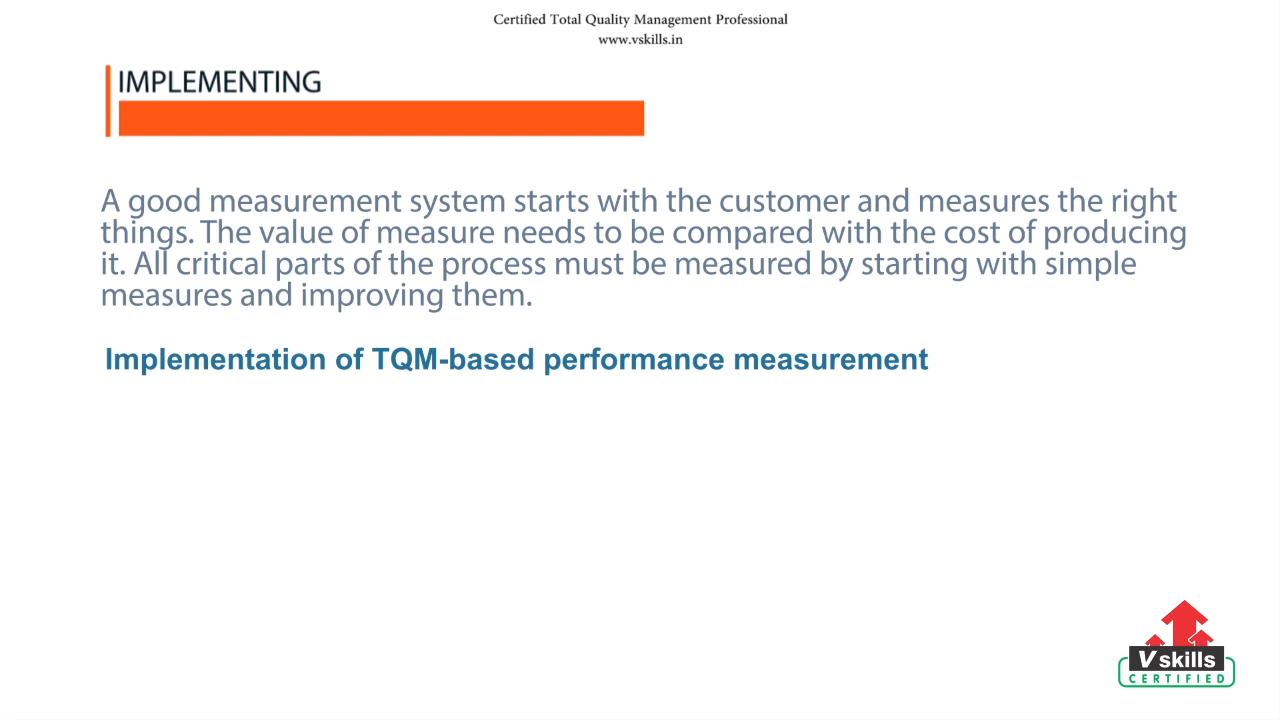 Certified Total Quality Management Professional
www.vskills.in
IMPLEMENTING
A good measurement system starts with the customer and measures the right
things. The value of measure needs to be compared with the cost of producing
it. All critical parts of the process must be measured by starting with simple
measures and improving them.
Implementation of TQM-based performance measurement
Vskills
CERTIFIED